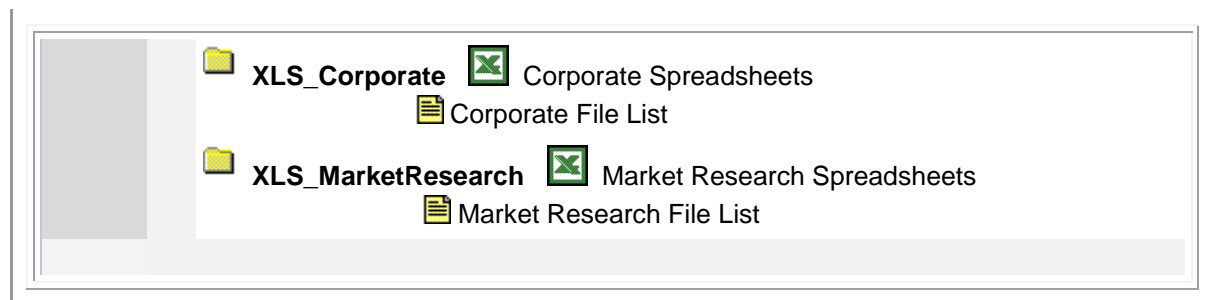 XLS_Corporate Corporate Spreadsheets
Corporate File List
XLS_MarketResearch Market Research Spreadsheets
Market Research File List